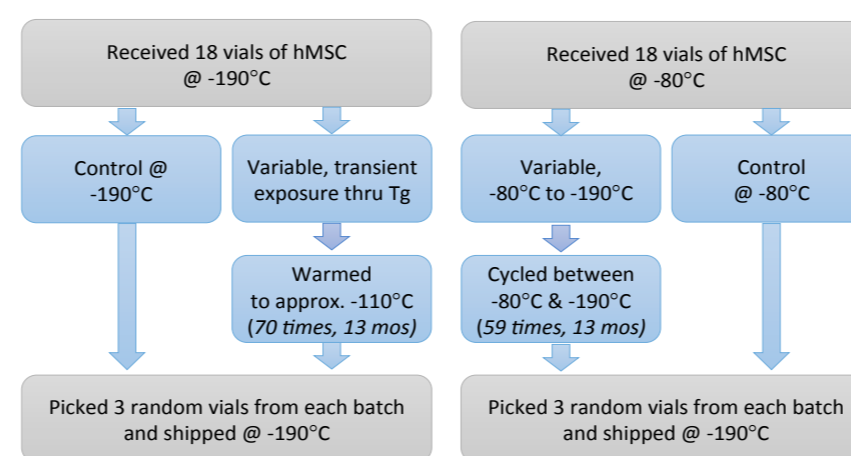 Received 18 vials of hMSC
@ -190°C
Control @
-190°C
Variable, transient
exposure thru Tg
Warmed
to approx. -110°C
(70 times, 13 mos)
Picked 3 random vials from each batch
and shipped @ -190°C
Received 18 vials of hMSC
@ -80°C
Variable,
-80°C to -190°C
Control
@ -80°C
Cycled between
-80°C & -190°C
(59 times, 13 mos)
Picked 3 random vials from each batch
and shipped @ -190°C